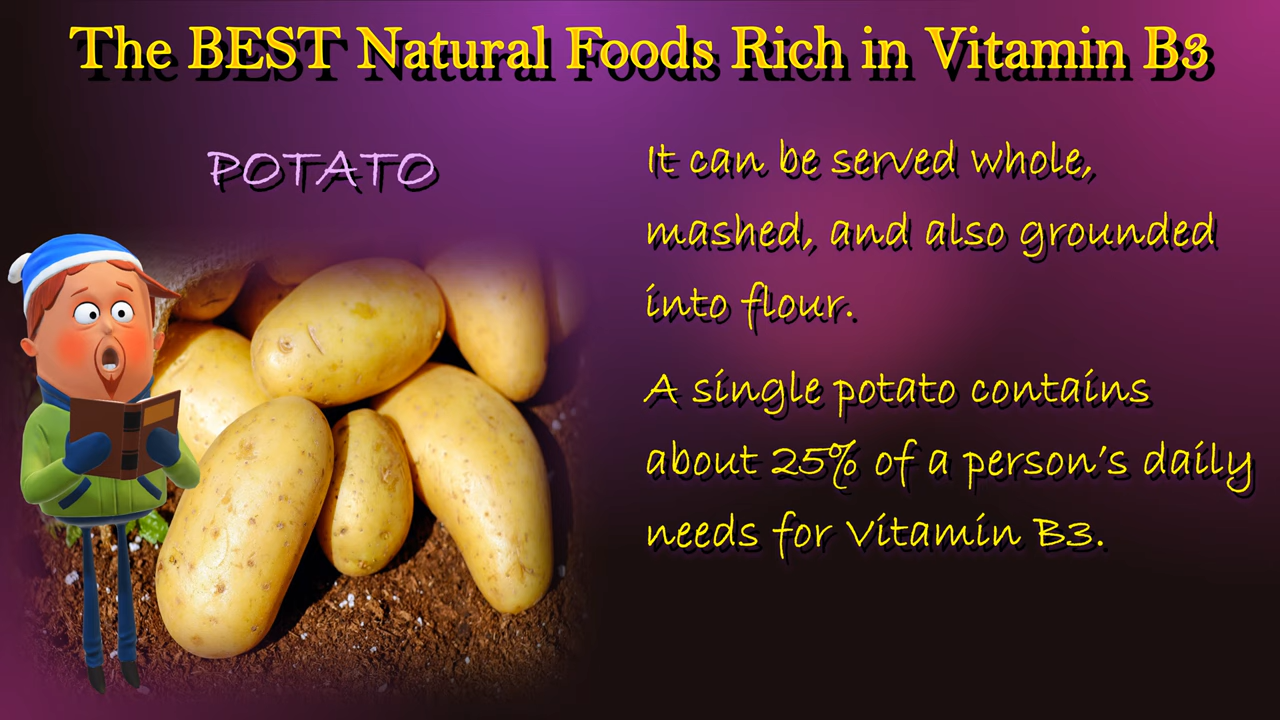 The BEST Natural Foods Rich in Vitamin B3
POTATO
It can be served whole,
mashed, and also grounded
into flour.
A single potato contains
about 25% of a person's daily
needs for Vitamin B3.